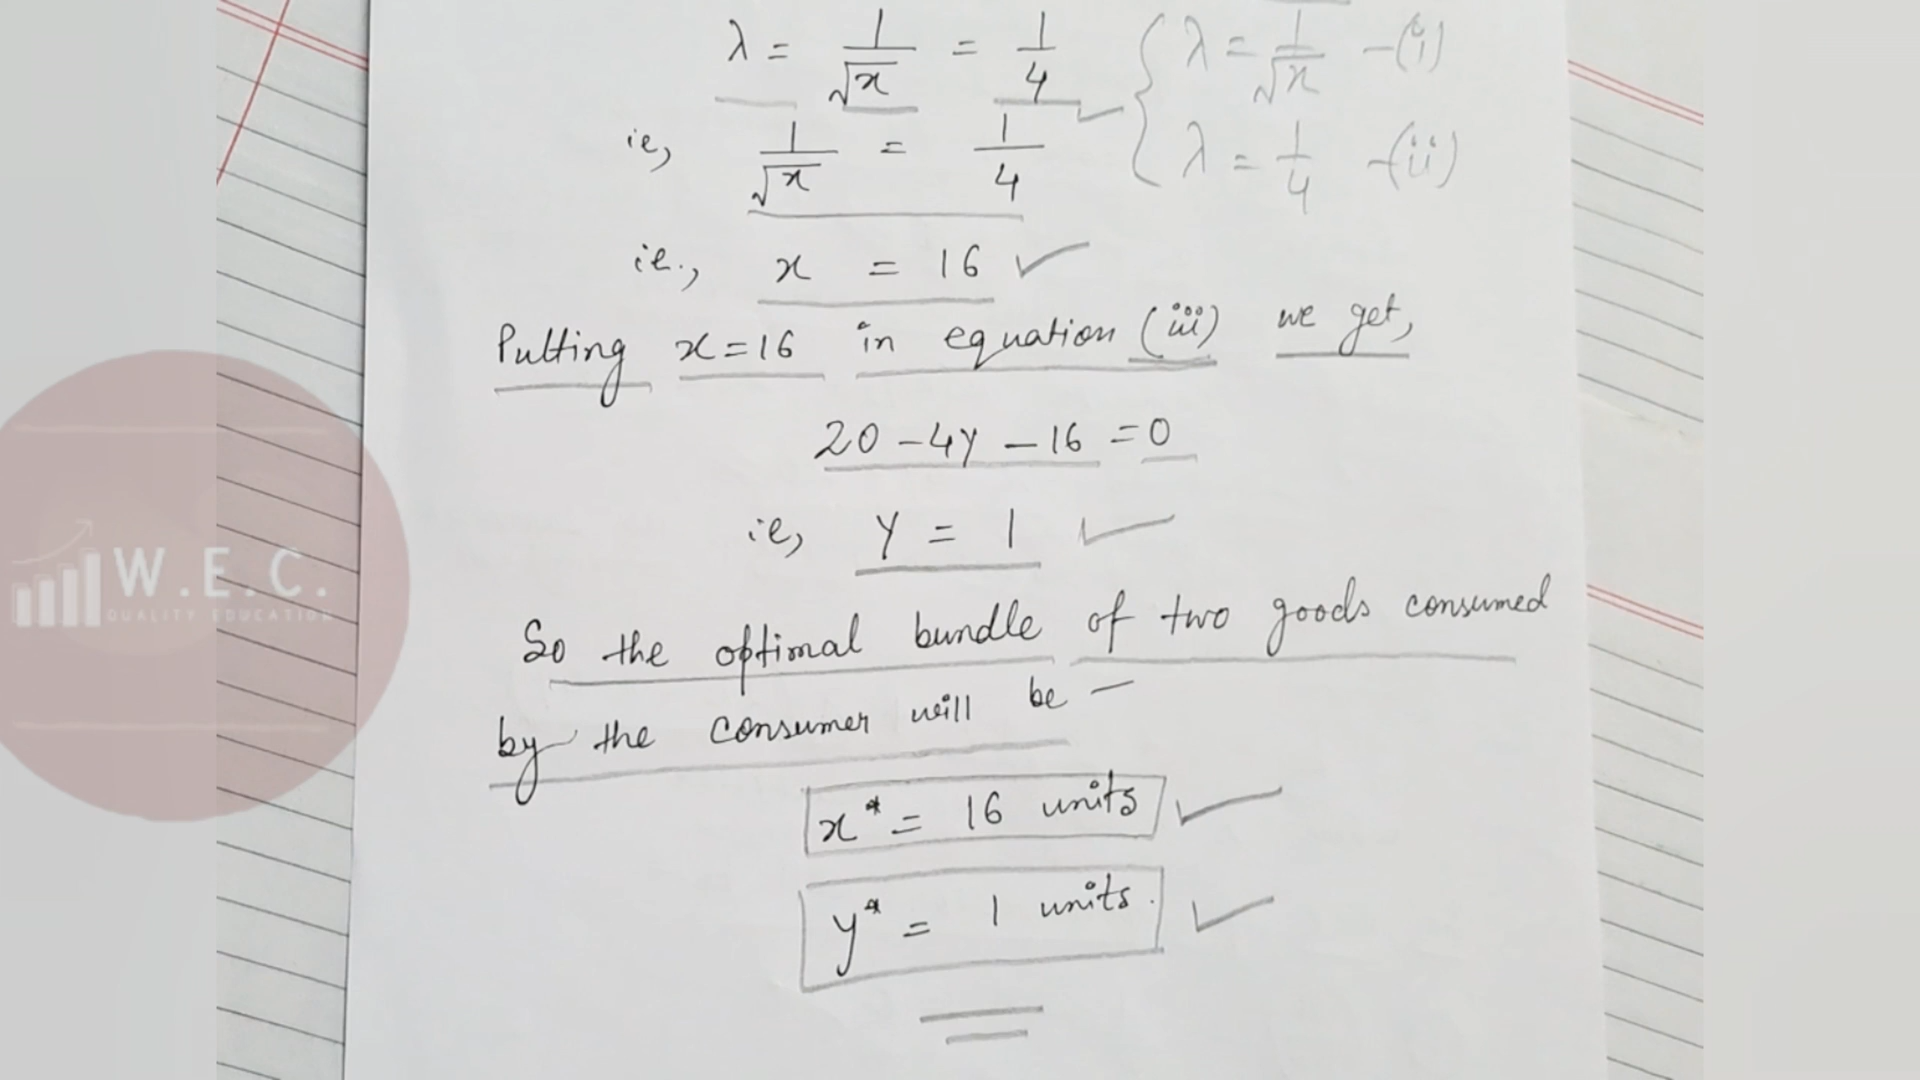 λ = 1/√x = 1/4 { λ = 1/√x - (i)
ie, 1/√x = 1/4 λ = 1/4 - (ii)
ie., x = 16 ✓
Putting x=16 in equation (iii) we get,
20 - 4y - 16 = 0
ie, y = 1 ✓
So the optimal bundle of two goods consumed
by the consumer will be –
x* = 16 units ✓
y* = 1 units. ✓
W.E.C.
QUALITY EDUCATION